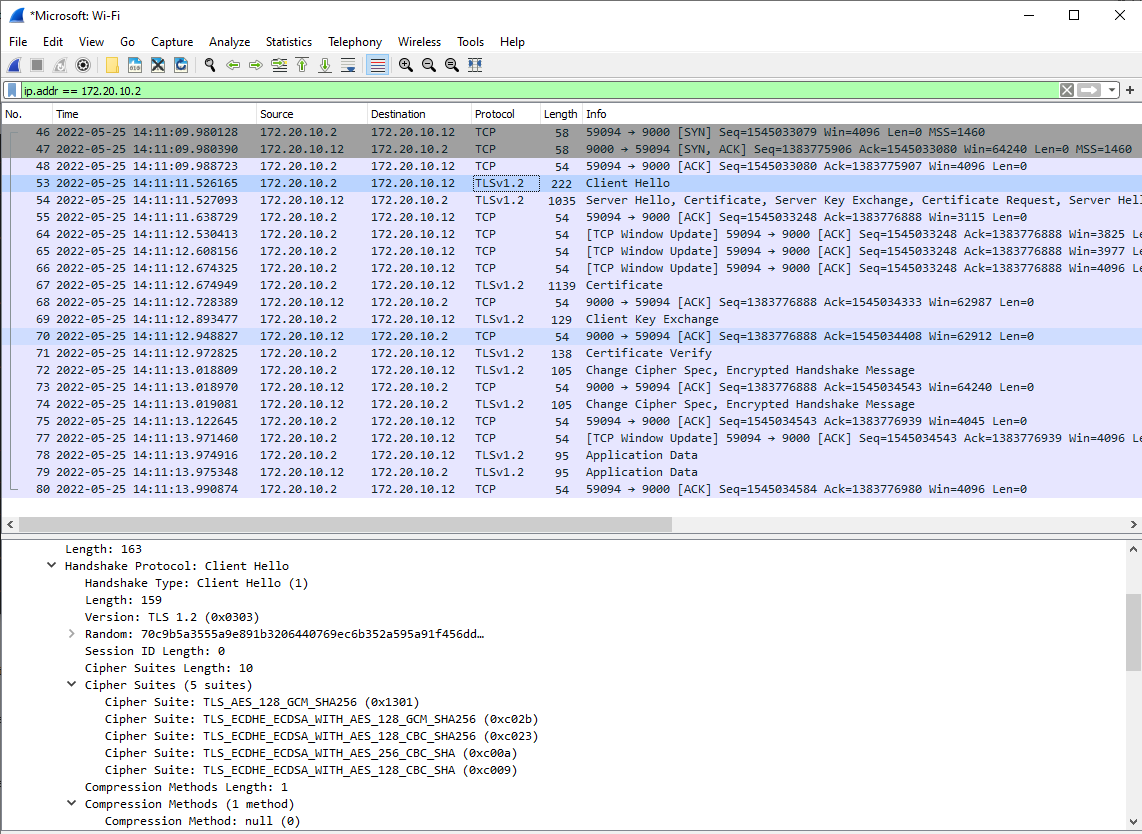 *Microsoft: Wi-Fi
File Edit View Go Capture Analyze Statistics Telephony Wireless Tools Help
ip.addr == 172.20.10.2
No. Time Source Destination Protocol Length Info
46 2022-05-25 14:11:09.980128 172.20.10.2 172.20.10.12 TCP 58 59094 → 9000 [SYN] Seq=1545033079 Win=4096 Len=0 MSS=1460
47 2022-05-25 14:11:09.980390 172.20.10.12 172.20.10.2 TCP 58 9000 → 59094 [SYN, ACK] Seq=1383775906 Ack=1545033080 Win=64240 Len=0 MSS=1460
48 2022-05-25 14:11:09.988723 172.20.10.2 172.20.10.12 TCP 54 59094 → 9000 [ACK] Seq=1545033080 Ack=1383775907 Win=4096 Len=0
53 2022-05-25 14:11:11.526165 172.20.10.2 172.20.10.12 TLSv1.2 222 Client Hello
54 2022-05-25 14:11:11.527093 172.20.10.12 172.20.10.2 TLSv1.2 1035 Server Hello, Certificate, Server Key Exchange, Certificate Request, Server Hel
55 2022-05-25 14:11:11.638729 172.20.10.2 172.20.10.12 TCP 54 59094 → 9000 [ACK] Seq=1545033248 Ack=1383776888 Win=3115 Len=0
64 2022-05-25 14:11:12.530413 172.20.10.2 172.20.10.12 TCP 54 [TCP Window Update] 59094 → 9000 [ACK] Seq=1545033248 Ack=1383776888 Win=3825 Le
65 2022-05-25 14:11:12.608156 172.20.10.2 172.20.10.12 TCP 54 [TCP Window Update] 59094 → 9000 [ACK] Seq=1545033248 Ack=1383776888 Win=3977 Le
66 2022-05-25 14:11:12.674325 172.20.10.2 172.20.10.12 TCP 54 [TCP Window Update] 59094 → 9000 [ACK] Seq=1545033248 Ack=1383776888 Win=4096 Le
67 2022-05-25 14:11:12.674949 172.20.10.2 172.20.10.12 TLSv1.2 1139 Certificate
68 2022-05-25 14:11:12.728389 172.20.10.12 172.20.10.2 TCP 54 9000 → 59094 [ACK] Seq=1383776888 Ack=1545034333 Win=62987 Len=0
69 2022-05-25 14:11:12.893477 172.20.10.2 172.20.10.12 TLSv1.2 129 Client Key Exchange
70 2022-05-25 14:11:12.948827 172.20.10.12 172.20.10.2 TCP 54 9000 → 59094 [ACK] Seq=1383776888 Ack=1545034408 Win=62912 Len=0
71 2022-05-25 14:11:12.972825 172.20.10.2 172.20.10.12 TLSv1.2 138 Certificate Verify
72 2022-05-25 14:11:13.018809 172.20.10.2 172.20.10.12 TLSv1.2 105 Change Cipher Spec, Encrypted Handshake Message
73 2022-05-25 14:11:13.018970 172.20.10.12 172.20.10.2 TCP 54 9000 → 59094 [ACK] Seq=1383776888 Ack=1545034543 Win=64240 Len=0
74 2022-05-25 14:11:13.019081 172.20.10.12 172.20.10.2 TLSv1.2 105 Change Cipher Spec, Encrypted Handshake Message
75 2022-05-25 14:11:13.122645 172.20.10.2 172.20.10.12 TCP 54 59094 → 9000 [ACK] Seq=1545034543 Ack=1383776939 Win=4045 Len=0
77 2022-05-25 14:11:13.971460 172.20.10.2 172.20.10.12 TCP 54 [TCP Window Update] 59094 → 9000 [ACK] Seq=1545034543 Ack=1383776939 Win=4096 Le
78 2022-05-25 14:11:13.974916 172.20.10.2 172.20.10.12 TLSv1.2 95 Application Data
79 2022-05-25 14:11:13.975348 172.20.10.12 172.20.10.2 TLSv1.2 95 Application Data
80 2022-05-25 14:11:13.990874 172.20.10.2 172.20.10.12 TCP 54 59094 → 9000 [ACK] Seq=1545034584 Ack=1383776980 Win=4096 Len=0
Length: 163
Handshake Protocol: Client Hello
Handshake Type: Client Hello (1)
Length: 159
Version: TLS 1.2 (0x0303)
Random: 70c9b5a3555a9e891b3206440769ec6b352a595a91f456dd…
Session ID Length: 0
Cipher Suites Length: 10
Cipher Suites (5 suites)
Cipher Suite: TLS_AES_128_GCM_SHA256 (0x1301)
Cipher Suite: TLS_ECDHE_ECDSA_WITH_AES_128_GCM_SHA256 (0xc02b)
Cipher Suite: TLS_ECDHE_ECDSA_WITH_AES_128_CBC_SHA256 (0xc023)
Cipher Suite: TLS_ECDHE_ECDSA_WITH_AES_256_CBC_SHA (0xc00a)
Cipher Suite: TLS_ECDHE_ECDSA_WITH_AES_128_CBC_SHA (0xc009)
Compression Methods Length: 1
Compression Methods (1 method)
Compression Method: null (0)